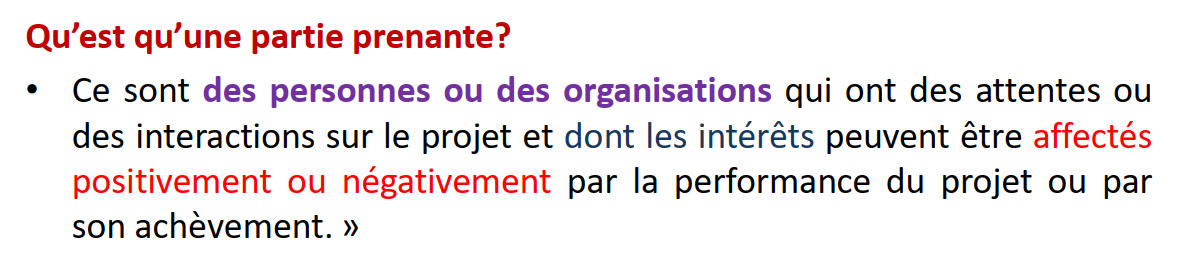 Qu’est qu’une partie prenante?
• Ce sont des personnes ou des organisations qui ont des attentes ou
des interactions sur le projet et dont les intérêts peuvent être affectés
positivement ou négativement par la performance du projet ou par
son achèvement. »